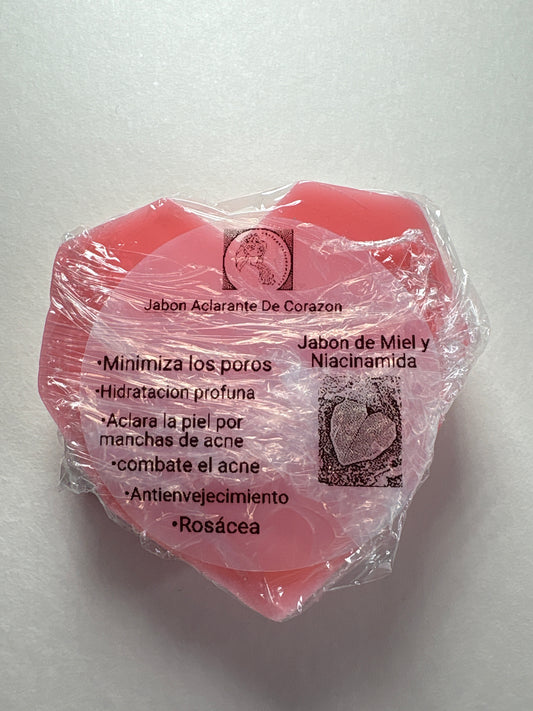 Jabon Aclarante De Corazon
Jabon de Miel y
Niacinamida
•Minimiza los poros
•Hidratacion profuna
•Aclara la piel por
manchas de acne
•combate el acne
•Antienvejecimiento
•Rosácea